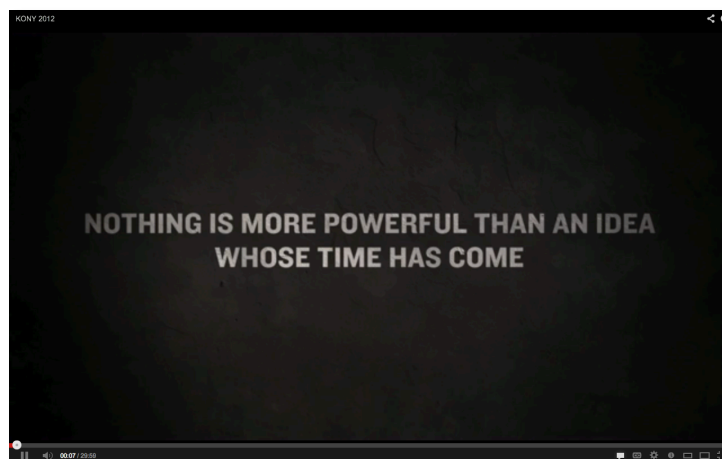 KONY 2012
NOTHING IS MORE POWERFUL THAN AN IDEA
WHOSE TIME HAS COME
00:07 / 29:59